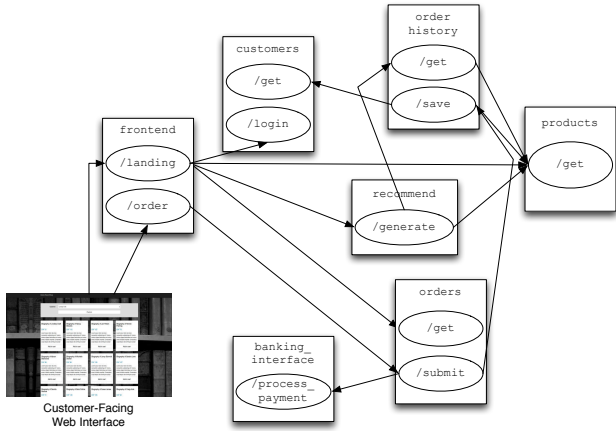 order
history
/get
/save
customers
/get
/login
products
/get
frontend
/landing
/order
recommend
/generate
orders
/get
/submit
banking_
interface
/process_
payment
Customer-Facing
Web Interface